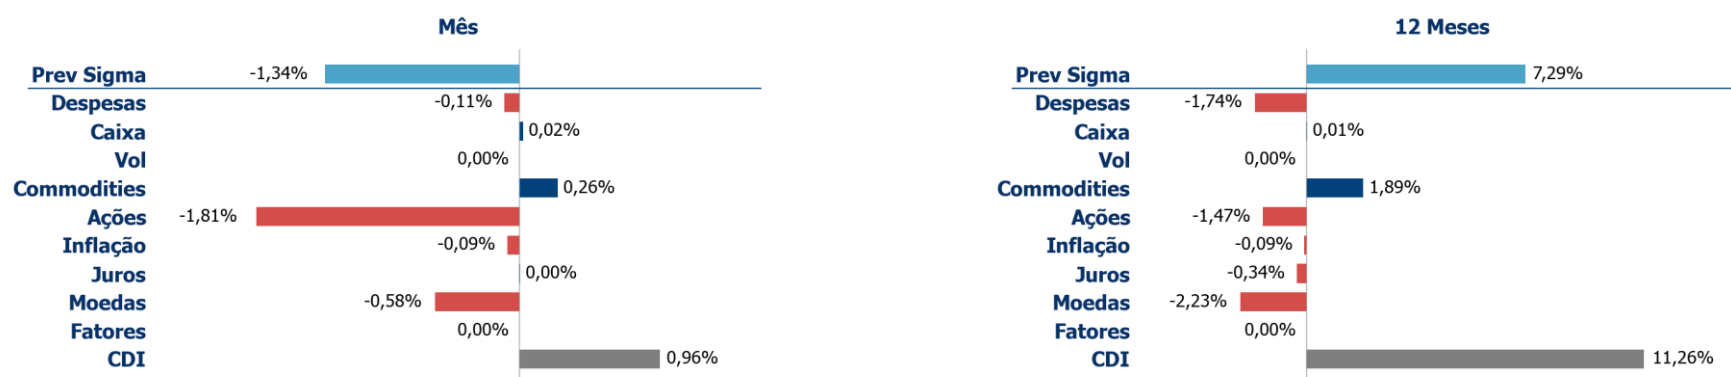 Mês
Prev Sigma -1,34%
Despesas -0,11%
Caixa 0,02%
Vol 0,00%
Commodities 0,26%
Ações -1,81%
Inflação -0,09%
Juros 0,00%
Moedas -0,58%
Fatores 0,00%
CDI 0,96%
12 Meses
Prev Sigma 7,29%
Despesas -1,74%
Caixa 0,01%
Vol 0,00%
Commodities 1,89%
Ações -1,47%
Inflação -0,09%
Juros -0,34%
Moedas -2,23%
Fatores 0,00%
CDI 11,26%